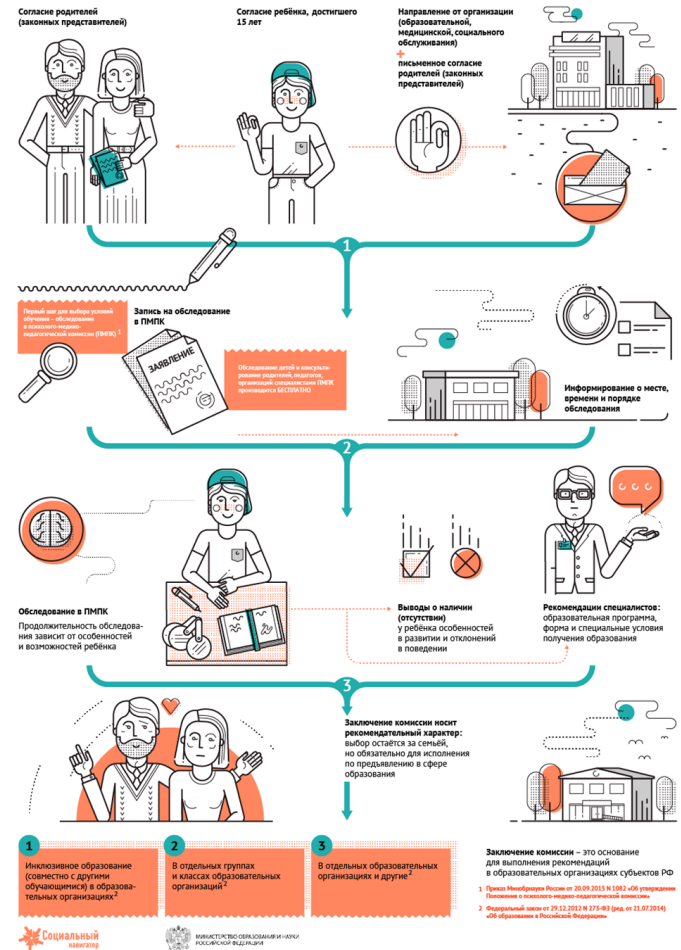 Согласие родителей
(законных представителей)
Согласие ребёнка, достигшего
15 лет
Направление от организации
(образовательной,
медицинской, социального
обслуживания)
+
письменное согласие
родителей (законных
представителей)
1
Первый шаг для выбора условий
обучения – обследование
в психолого-медико-
педагогической комиссии (ПМПК) 1
Запись на обследование
в ПМПК
ЗАЯВЛЕНИЕ
Обследование детей и консульти-
рование родителей, педагогов,
организаций специалистами ПМПК
производится БЕСПЛАТНО
Информирование о месте,
времени и порядке
обследования
2
Обследование в ПМПК
Продолжительность обследова-
ния зависит от особенностей
и возможностей ребёнка
Выводы о наличии
(отсутствии)
у ребёнка особенностей
в развитии и отклонений
в поведении
Рекомендации специалистов:
образовательная программа,
форма и специальные условия
получения образования
3
Заключение комиссии носит
рекомендательный характер:
выбор остаётся за семьёй,
но обязательно для исполнения
по предъявлению в сфере
образования
1
Инклюзивное образование
(совместно с другими
обучающимися) в образова-
тельных организациях2
2
В отдельных группах
и классах образовательных
организаций2
3
В отдельных образовательных
организациях и другие2
Заключение комиссии – это основание
для выполнения рекомендаций
в образовательных организациях субъектов РФ
1 Приказ Минобрнауки России от 20.09.2013 N 1082 «Об утверждении
Положения о психолого-медико-педагогической комиссии»
2 Федеральный закон от 29.12.2012 N 273-ФЗ (ред. от 21.07.2014)
«Об образовании в Российской Федерации»
Социальный
навигатор
МИНИСТЕРСТВО ОБРАЗОВАНИЯ И НАУКИ
РОССИЙСКОЙ ФЕДЕРАЦИИ